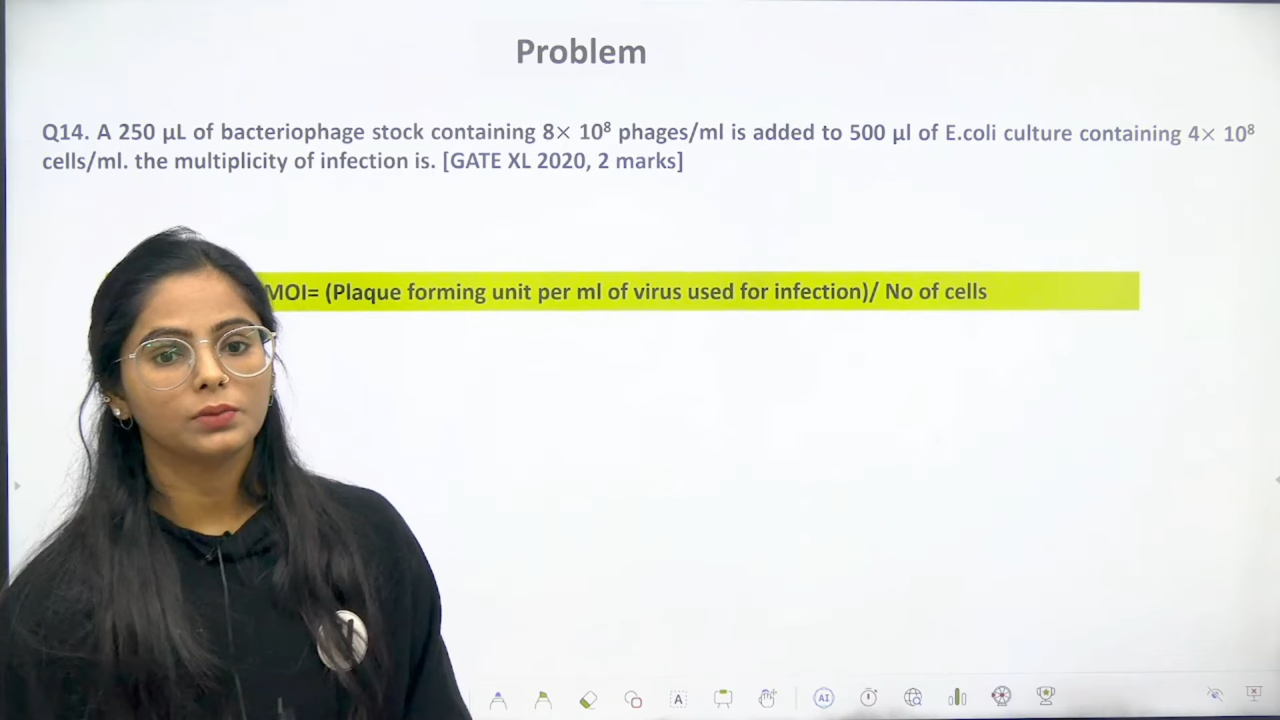 Problem
Q14. A 250 μL of bacteriophage stock containing 8× 10⁸ phages/ml is added to 500 μl of E.coli culture containing 4× 10⁸
cells/ml. the multiplicity of infection is. [GATE XL 2020, 2 marks]
MOI= (Plaque forming unit per ml of virus used for infection)/ No of cells
A
AI